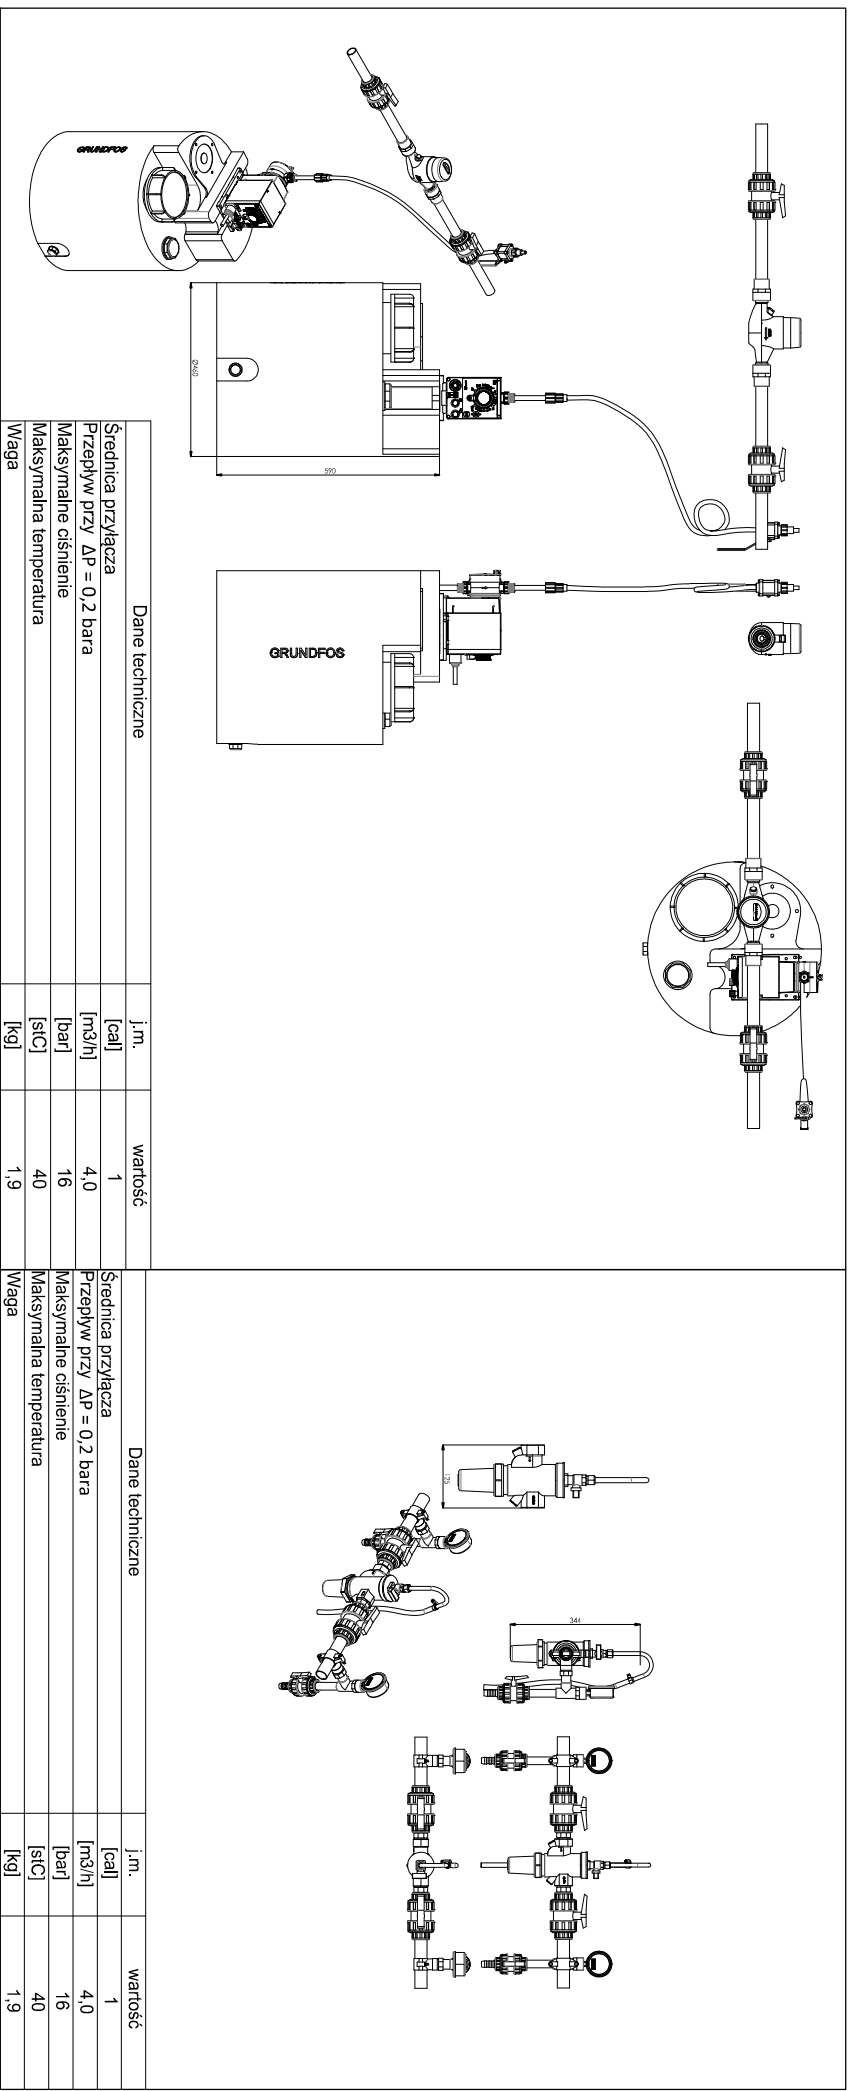 GRUNDFOS
Ø460
590
GRUNDFOS
Dane techniczne j.m. wartość
Średnica przyłącza [cal] 1
Przepływ przy ΔP = 0,2 bara [m3/h] 4,0
Maksymalne ciśnienie [bar] 16
Maksymalna temperatura [stC] 40
Waga [kg] 1,9
125
344
Dane techniczne j.m. wartość
Średnica przyłącza [cal] 1
Przepływ przy ΔP = 0,2 bara [m3/h] 4,0
Maksymalne ciśnienie [bar] 16
Maksymalna temperatura [stC] 40
Waga [kg] 1,9